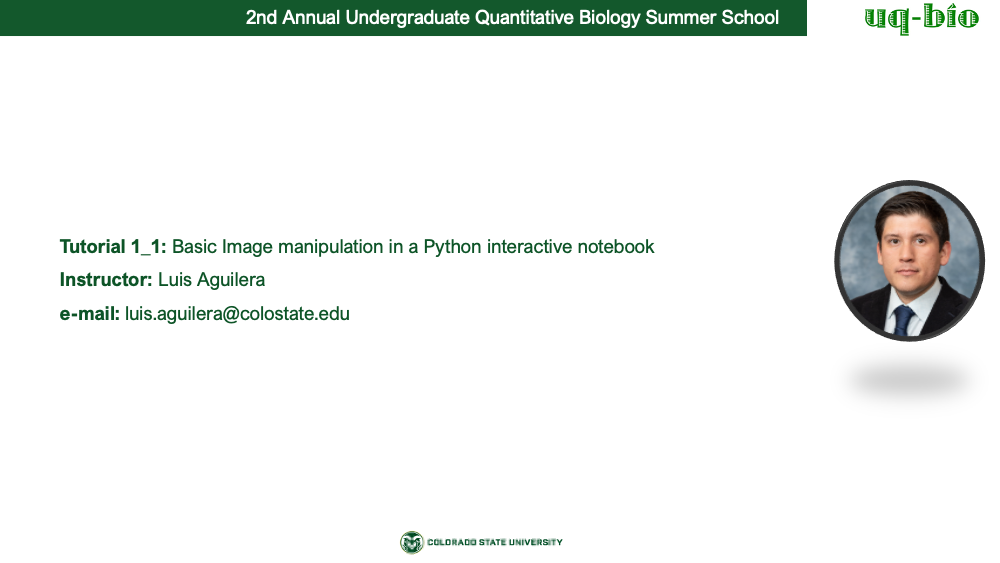 2nd Annual Undergraduate Quantitative Biology Summer School
uq-bio
Tutorial 1_1: Basic Image manipulation in a Python interactive notebook
Instructor: Luis Aguilera
e-mail: luis.aguilera@colostate.edu
COLORADO STATE UNIVERSITY